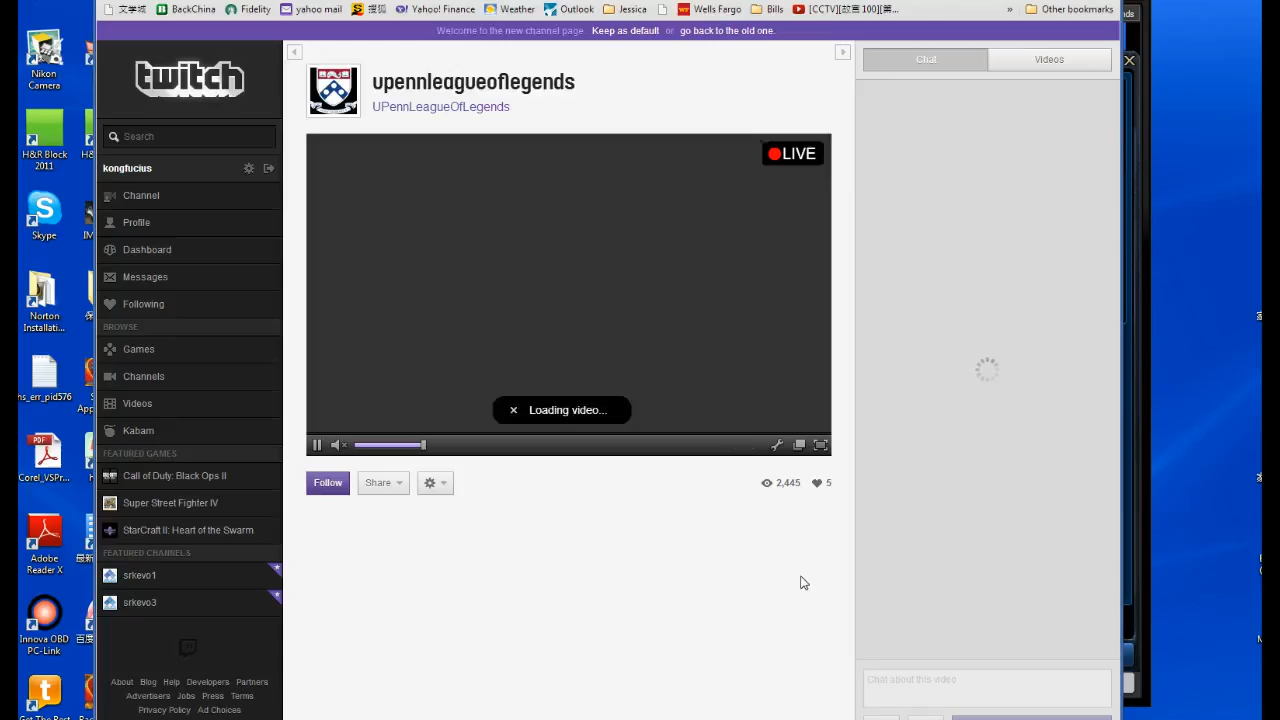 文学城
BackChina
Fidelity
yahoo mail
搜狐
Yahoo! Finance
Weather
Outlook
Jessica
Wells Fargo
Bills
»
Other bookmarks
Welcome to the new channel page. Keep as default or go back to the old one.
Nikon
Camera
H&R Block
2011
Skype
Norton
Installati...
ns_err_pid576
Corel_VSPr...
Adobe
Reader X
Innova OBD
PC-Link
twitch
Search
kongfucius
Channel
Profile
Dashboard
Messages
Following
BROWSE
Games
Channels
Videos
Kabam
FEATURED GAMES
Call of Duty: Black Ops II
Super Street Fighter IV
StarCraft II: Heart of the Swarm
FEATURED CHANNELS
srkevo1
srkevo3
About Blog Help Developers Partners
Advertisers Jobs Press Terms
Privacy Policy Ad Choices
upennleagueoflegends
UPennLeagueOfLegends
LIVE
Loading video...
Follow
Share
2,445
5
Chat
Videos
Chat about this video